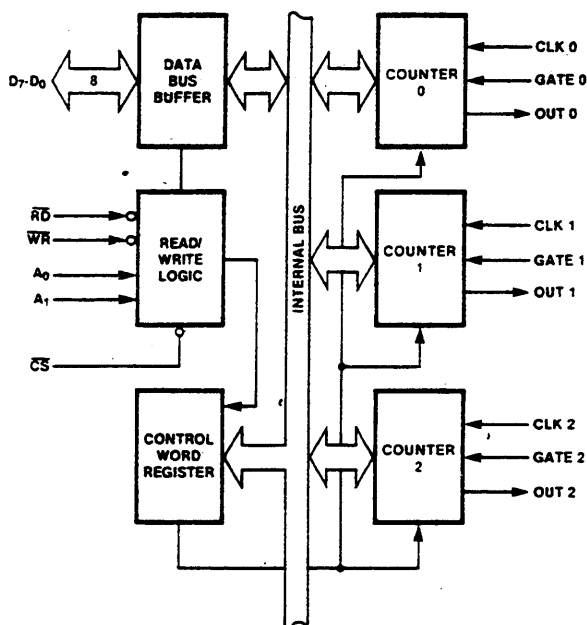 D7-D0
8
DATA
BUS
BUFFER
RD
WR
A0
A1
CS
READ/
WRITE
LOGIC
CONTROL
WORD
REGISTER
INTERNAL BUS
COUNTER
0
CLK 0
GATE 0
OUT 0
COUNTER
1
CLK 1
GATE 1
OUT 1
COUNTER
2
CLK 2
GATE 2
OUT 2